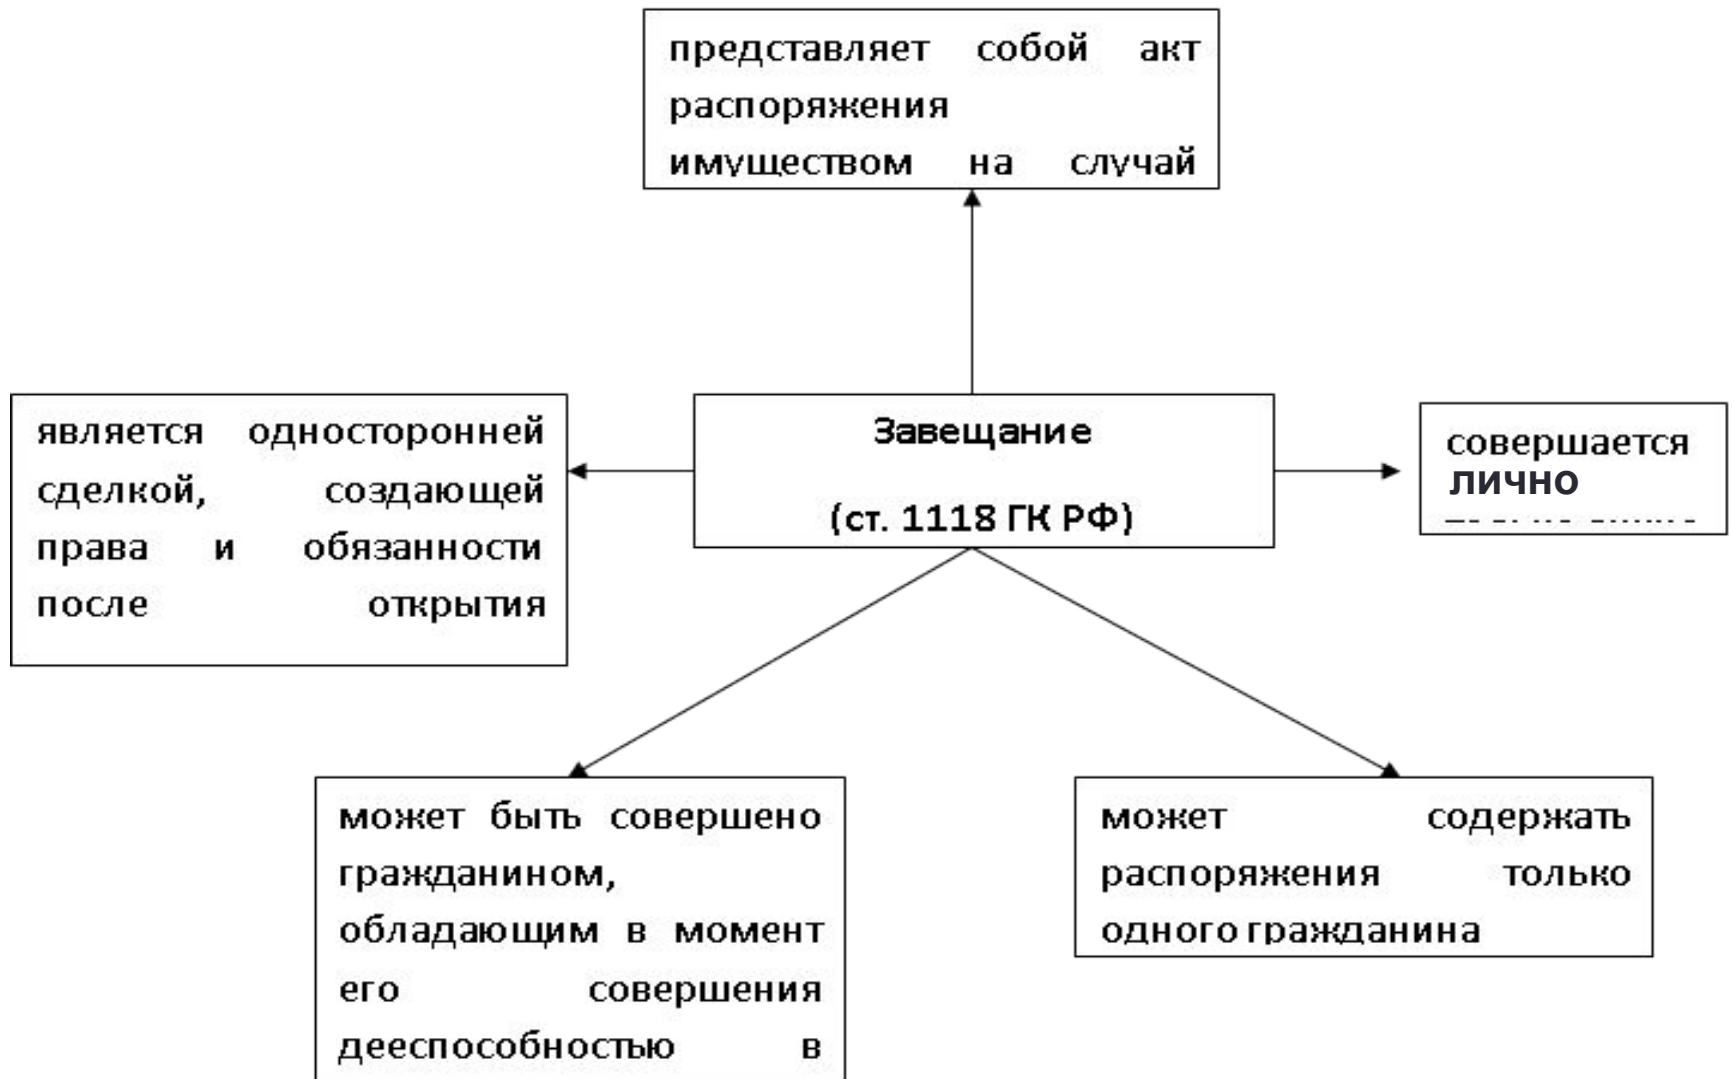 представляет собой акт
распоряжения
имуществом на случай
является односторонней
сделкой, создающей
права и обязанности
после открытия
Завещание
(ст. 1118 ГК РФ)
совершается
лично
может быть совершено
гражданином,
обладающим в момент
его совершения
дееспособностью в
может содержать
распоряжения только
одного гражданина